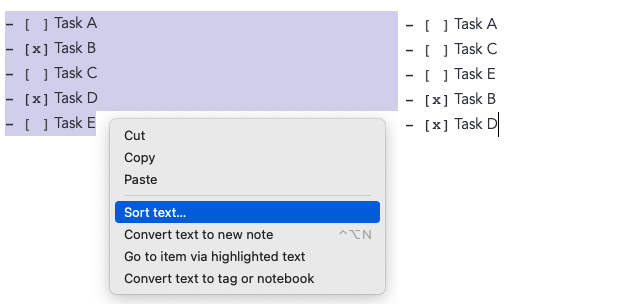 - [ ] Task A
- [x] Task B
- [ ] Task C
- [x] Task D
- [ ] Task E
Cut
Copy
Paste
Sort text...
Convert text to new note ^⌥N
Go to item via highlighted text
Convert text to tag or notebook
- [ ] Task A
- [ ] Task C
- [ ] Task E
- [x] Task B
- [x] Task D